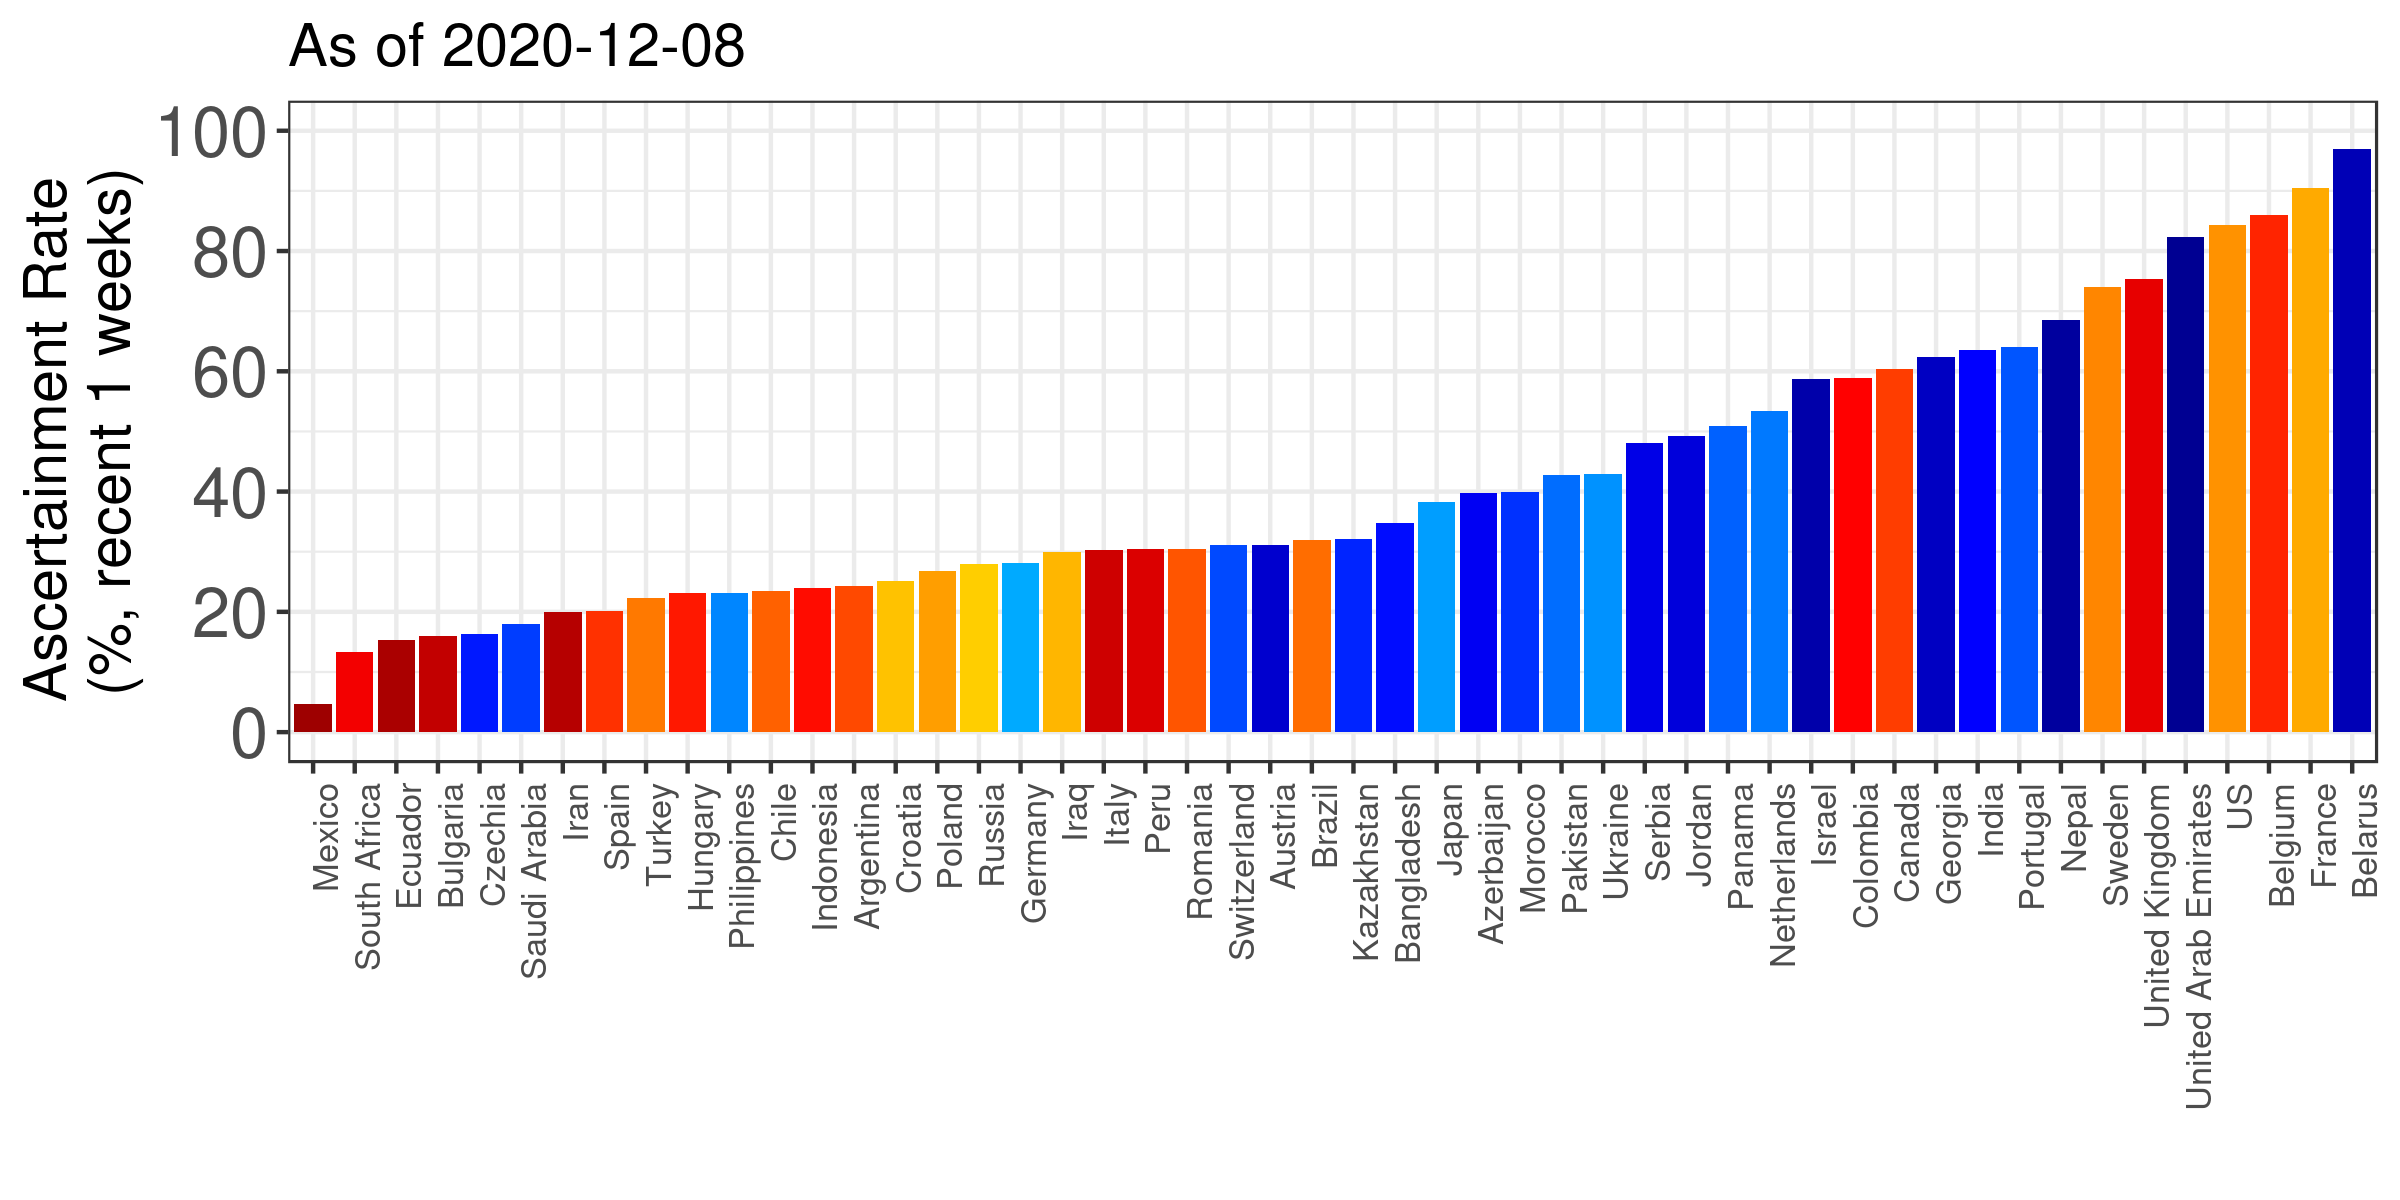 As of 2020-12-08
Ascertainment Rate
(%, recent 1 weeks)
100
80
60
40
20
0
Mexico
South Africa
Ecuador
Bulgaria
Czechia
Saudi Arabia
Iran
Spain
Turkey
Hungary
Philippines
Chile
Indonesia
Argentina
Croatia
Poland
Russia
Germany
Iraq
Italy
Peru
Romania
Switzerland
Austria
Brazil
Kazakhstan
Bangladesh
Japan
Azerbaijan
Morocco
Pakistan
Ukraine
Serbia
Jordan
Panama
Netherlands
Israel
Colombia
Canada
Georgia
India
Portugal
Nepal
Sweden
United Kingdom
United Arab Emirates
US
Belgium
France
Belarus